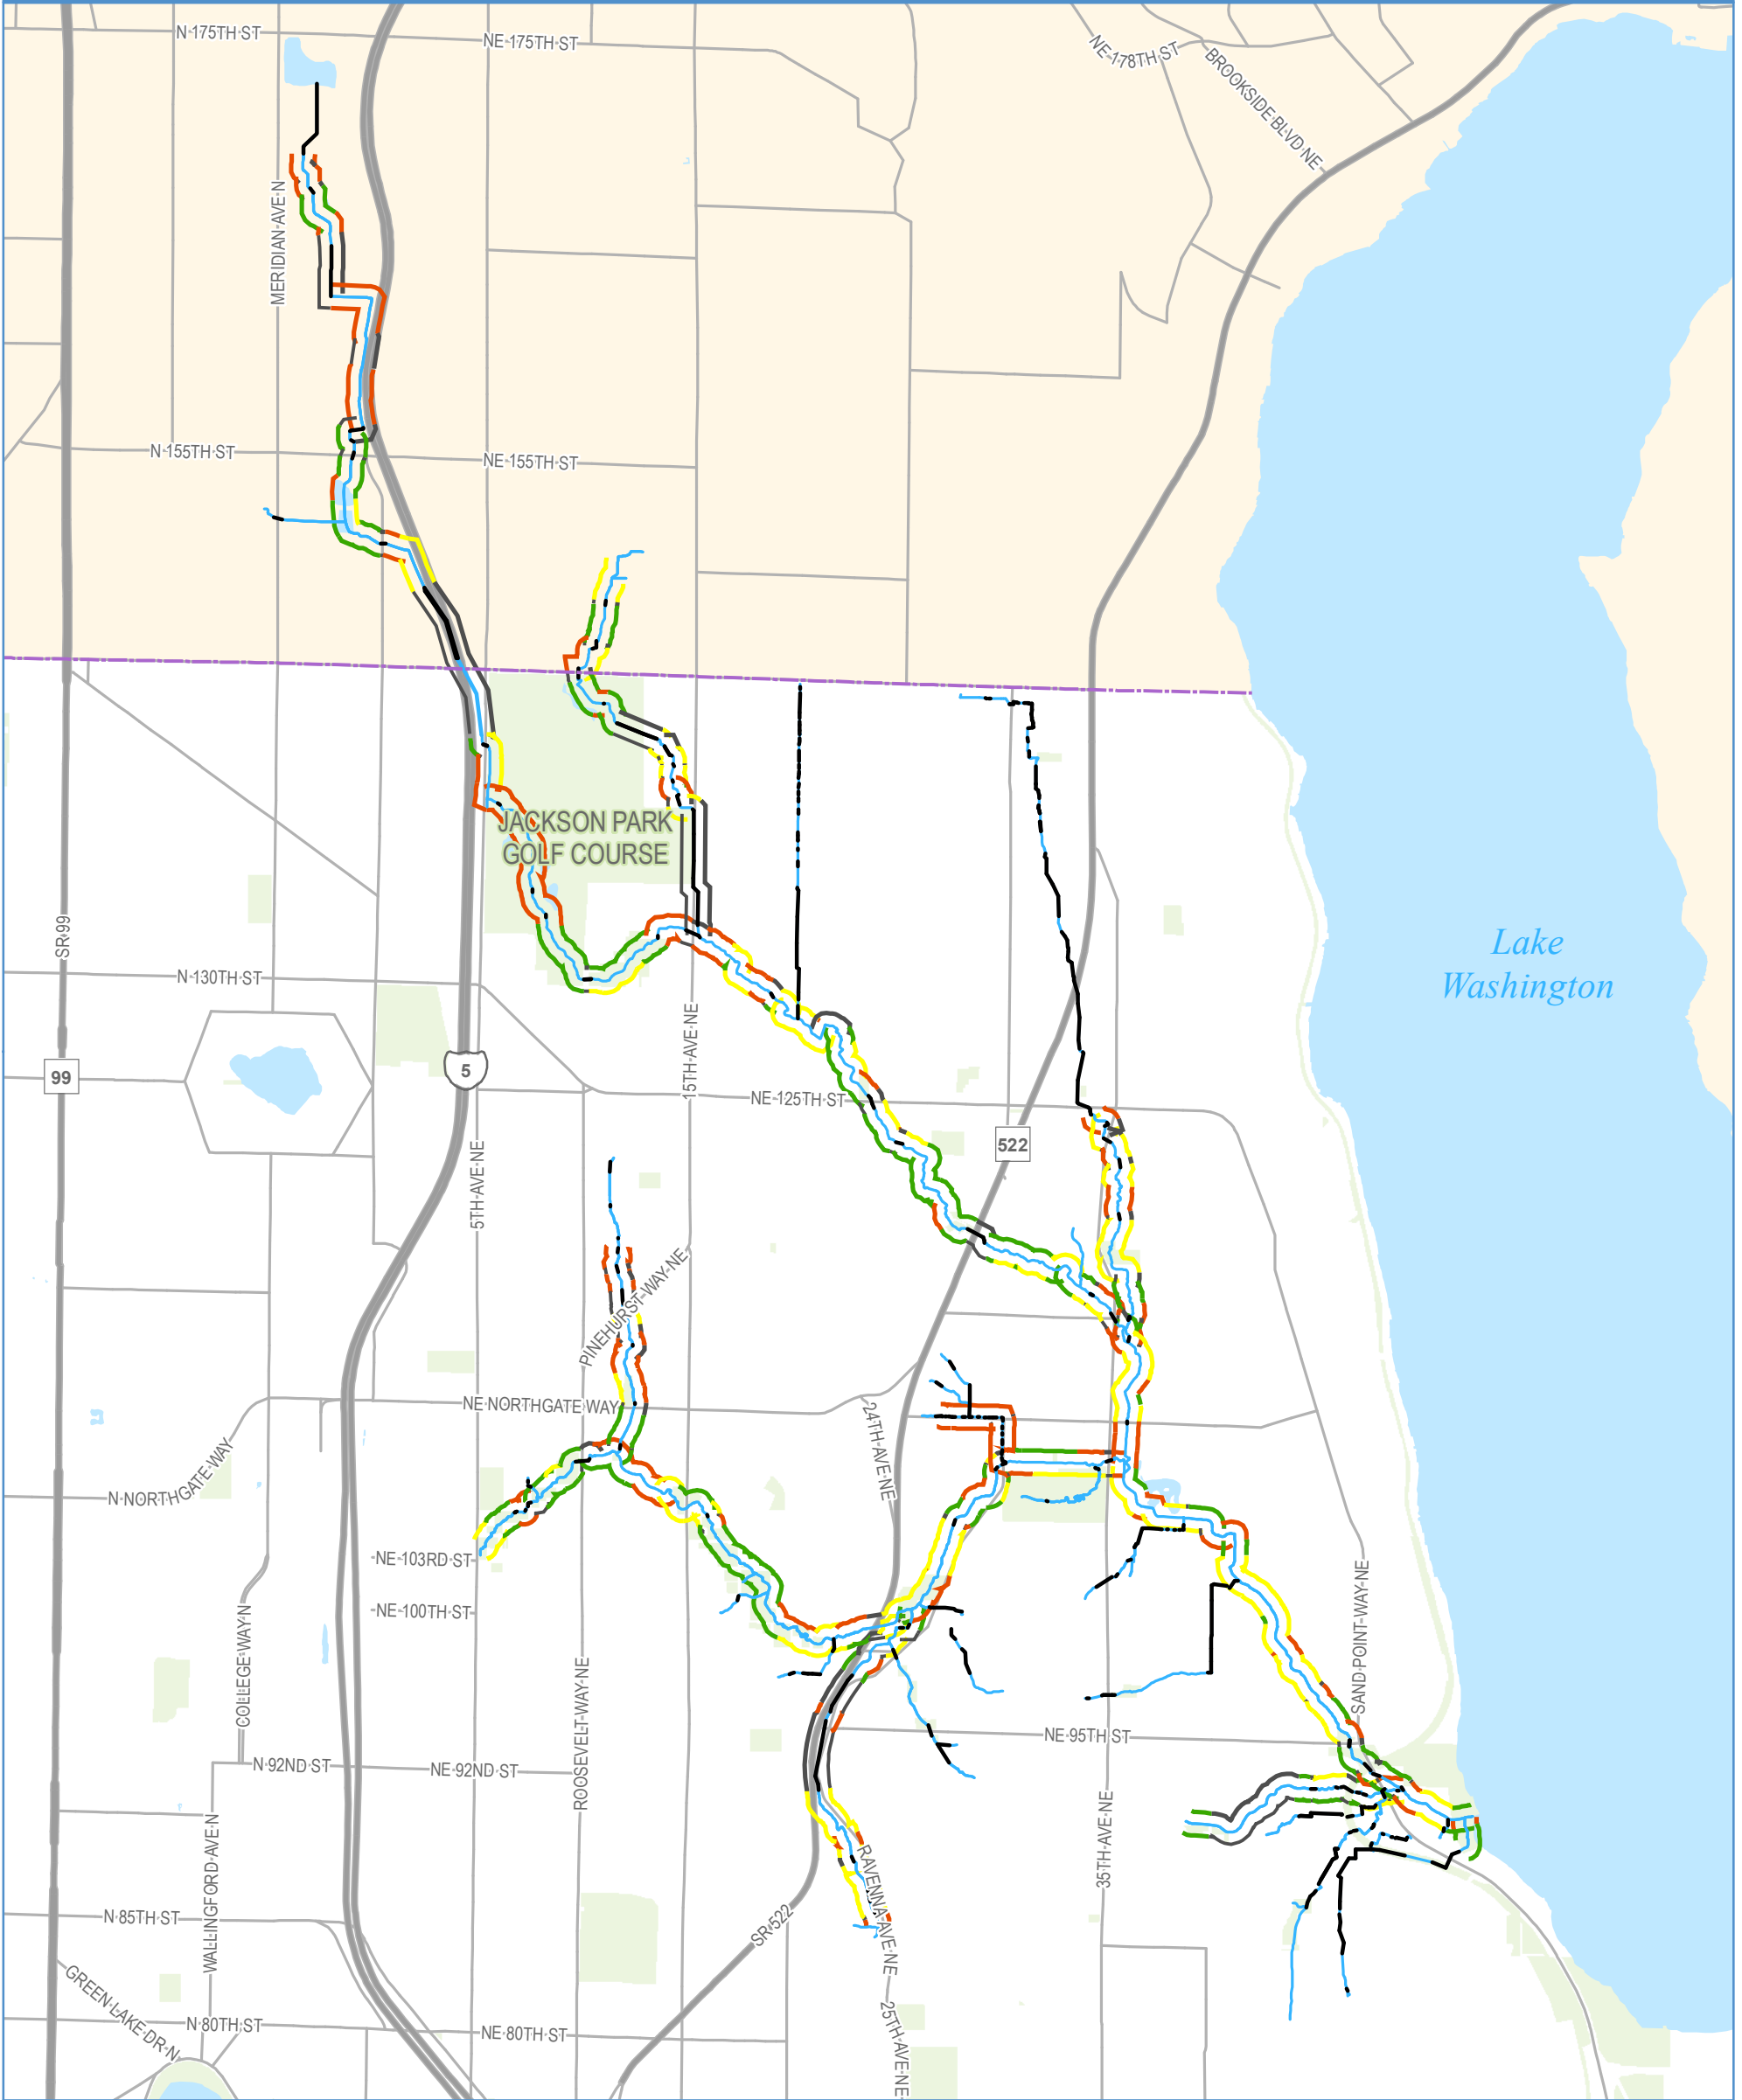 N 175TH ST
NE 175TH ST
NE 178TH ST
BROOKSIDE BLVD NE
MERIDIAN AVE N
N 155TH ST
NE 155TH ST
JACKSON PARK
GOLF COURSE
SR 99
Lake
Washington
N 130TH ST
15TH AVE NE
99
5
NE 125TH ST
522
5TH AVE NE
PINEHURST WAY NE
NE NORTHGATE WAY
24TH AVE NE
N NORTHGATE WAY
NE 103RD ST
NE 100TH ST
SAND POINT WAY NE
COLLEGE WAY N
ROOSEVELT WAY NE
NE 95TH ST
N 92ND ST
NE 92ND ST
35TH AVE NE
WALLINGFORD AVE N
RAVENNA AVE NE
N 85TH ST
SR 522
GREEN LAKE DR N
N 80TH ST
NE 80TH ST
25TH AVE NE